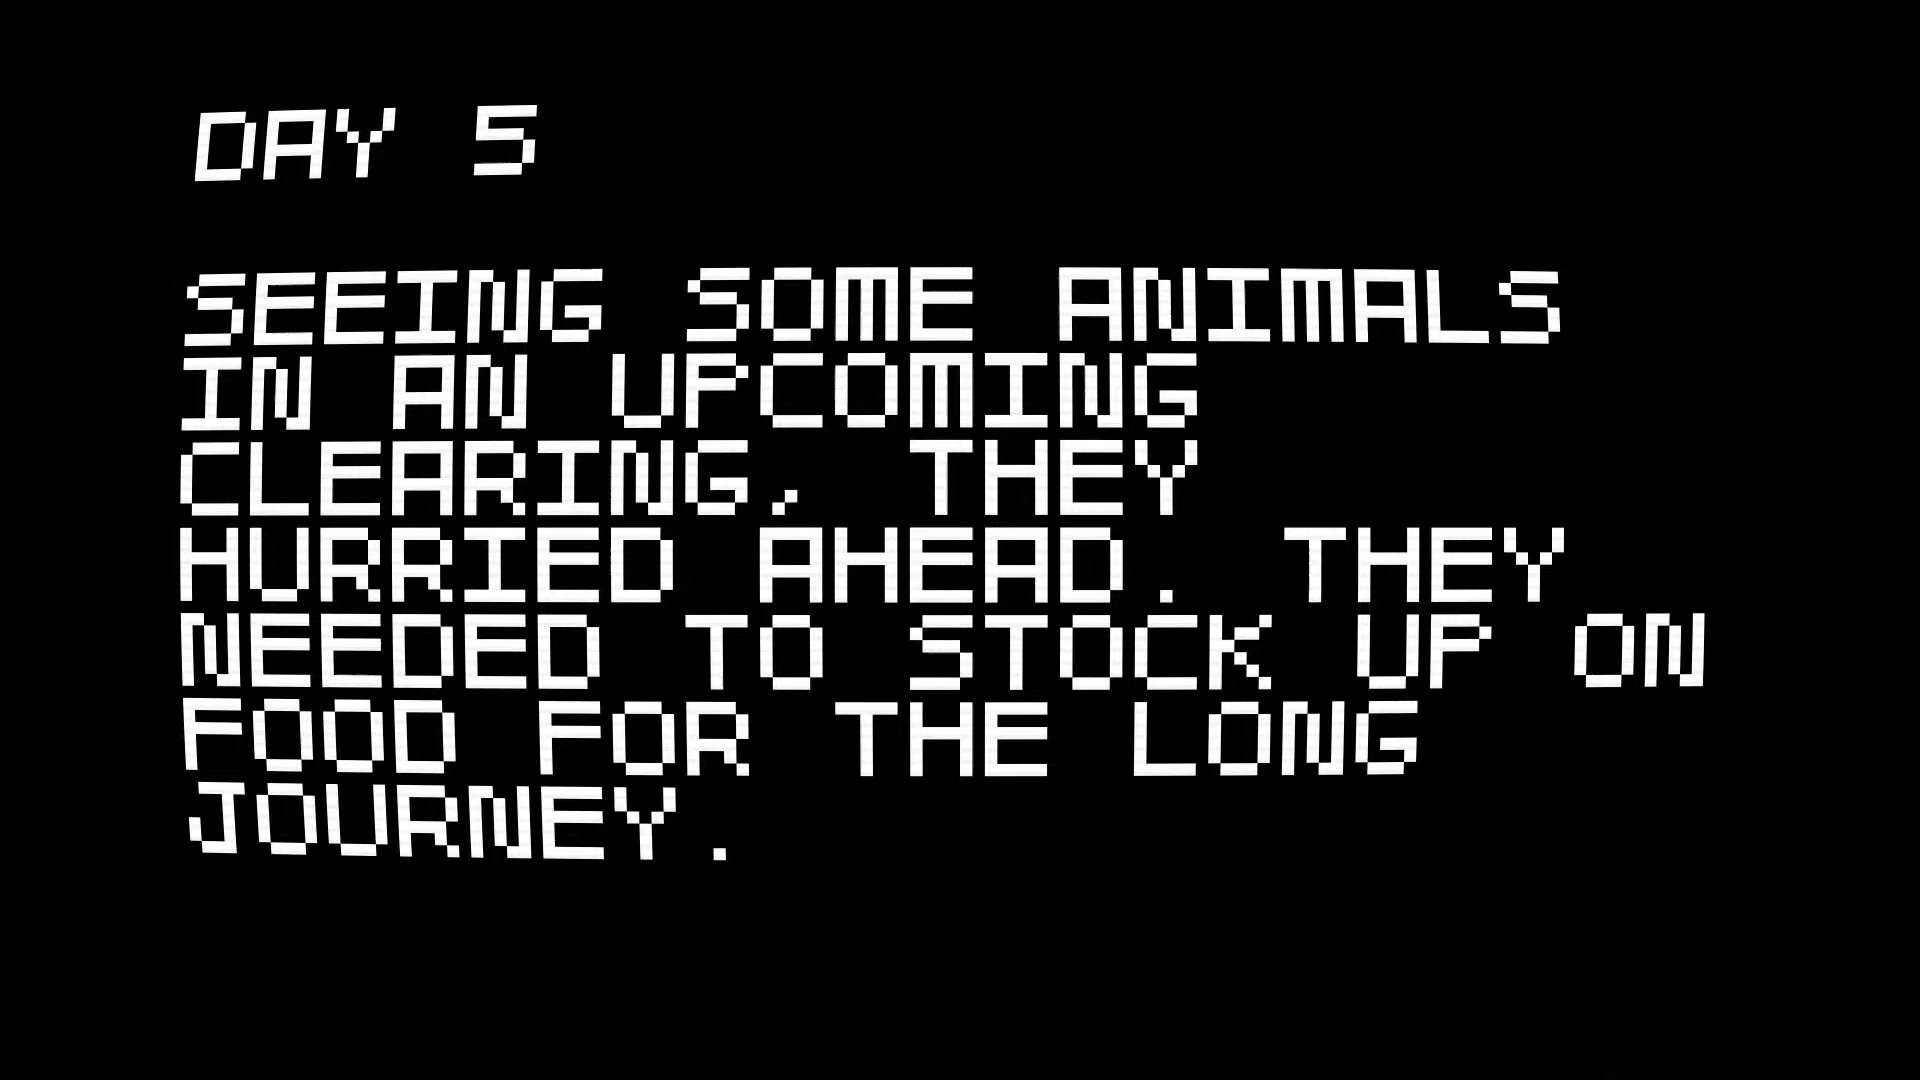 DAY 5
SEEING SOME ANIMALS
IN AN UPCOMING
CLEARING, THEY
HURRIED AHEAD. THEY
NEEDED TO STOCK UP ON
FOOD FOR THE LONG
JOURNEY.